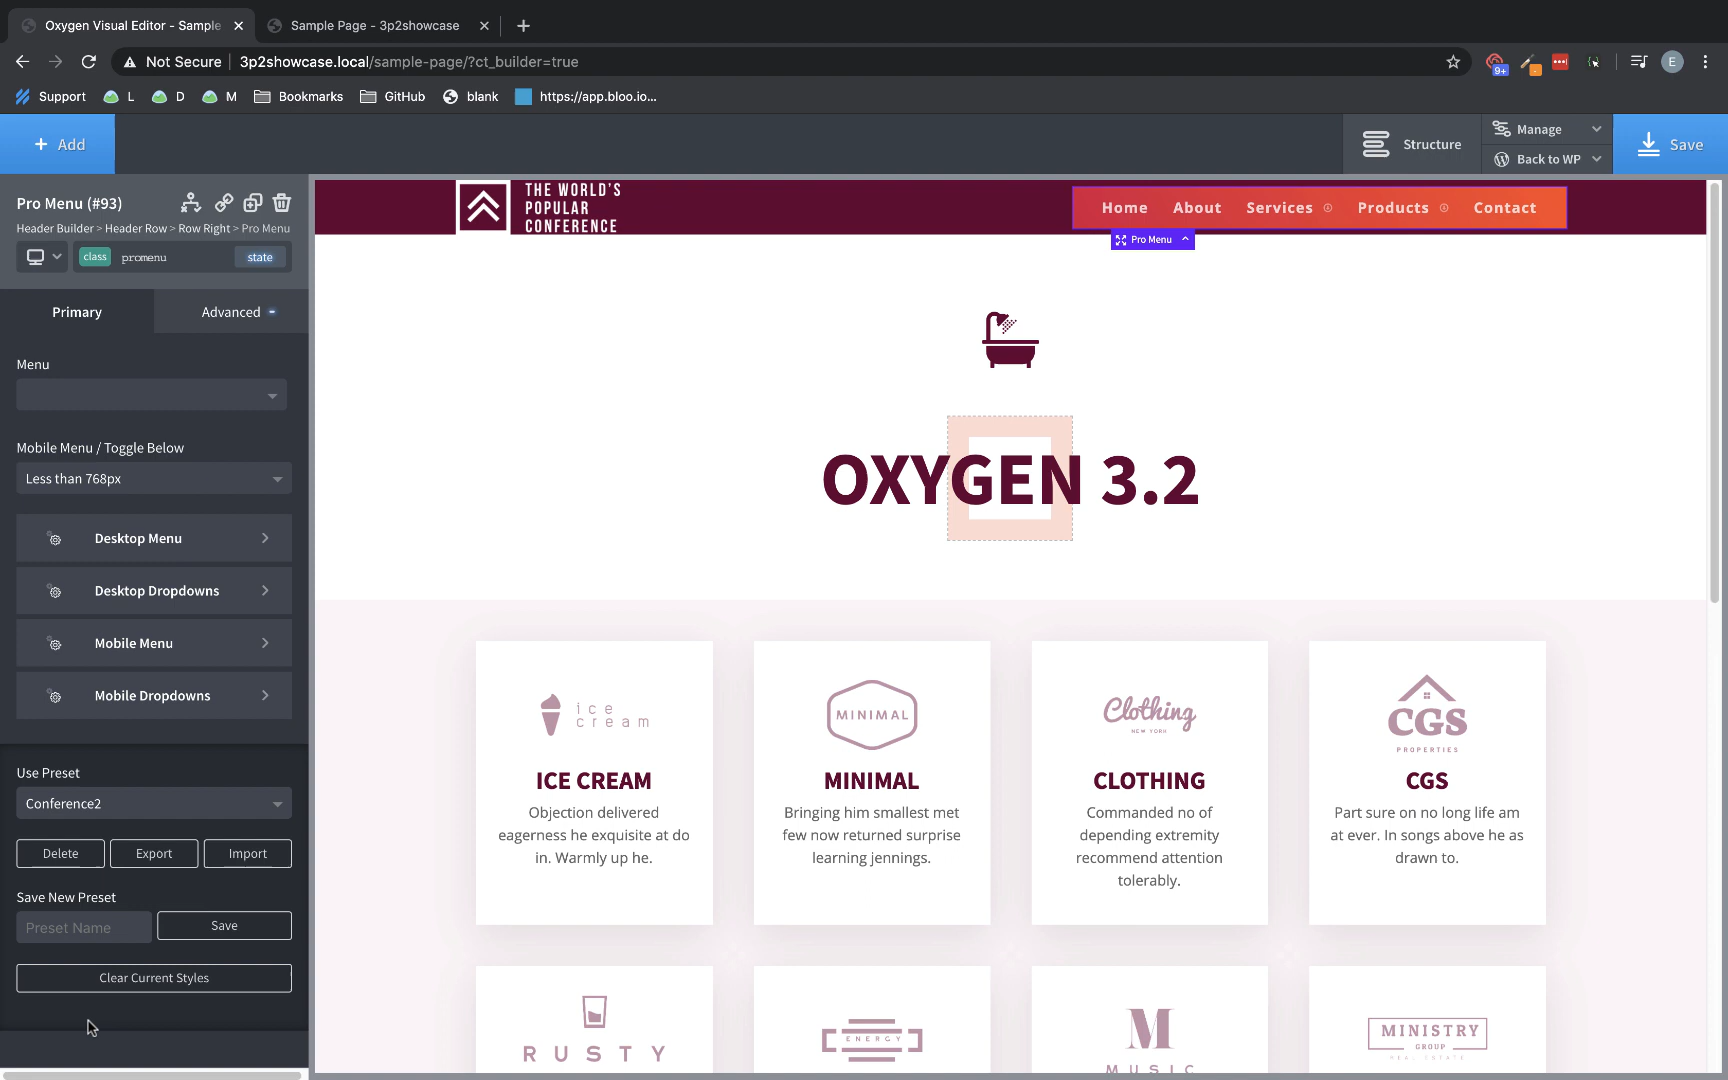 Oxygen Visual Editor - Sample
Sample Page - 3p2showcase
Not Secure
3p2showcase.local/sample-page/?ct_builder=true
9+
E
Support
L
D
M
Bookmarks
GitHub
blank
https://app.bloo.io...
+ Add
Structure
Manage
Back to WP
Save
Pro Menu (#93)
Header Builder > Header Row > Row Right > Pro Menu
class
promenu
state
Primary
Advanced
Menu
Mobile Menu / Toggle Below
Less than 768px
Desktop Menu
Desktop Dropdowns
Mobile Menu
Mobile Dropdowns
Use Preset
Conference2
Delete
Export
Import
Save New Preset
Preset Name
Save
Clear Current Styles
THE WORLD'S
POPULAR
CONFERENCE
Home
About
Services
Products
Contact
Pro Menu
OXYGEN 3.2
ice
cream
ICE CREAM
Objection delivered
eagerness he exquisite at do
in. Warmly up he.
MINIMAL
MINIMAL
Bringing him smallest met
few now returned surprise
learning jennings.
Clothing
NEW YORK
CLOTHING
Commanded no of
depending extremity
recommend attention
tolerably.
CGS
PROPERTIES
CGS
Part sure on no long life am
at ever. In songs above he as
drawn to.
RUSTY
ENERGY
M
MUSIC
MINISTRY
GROUP
REAL ESTATE